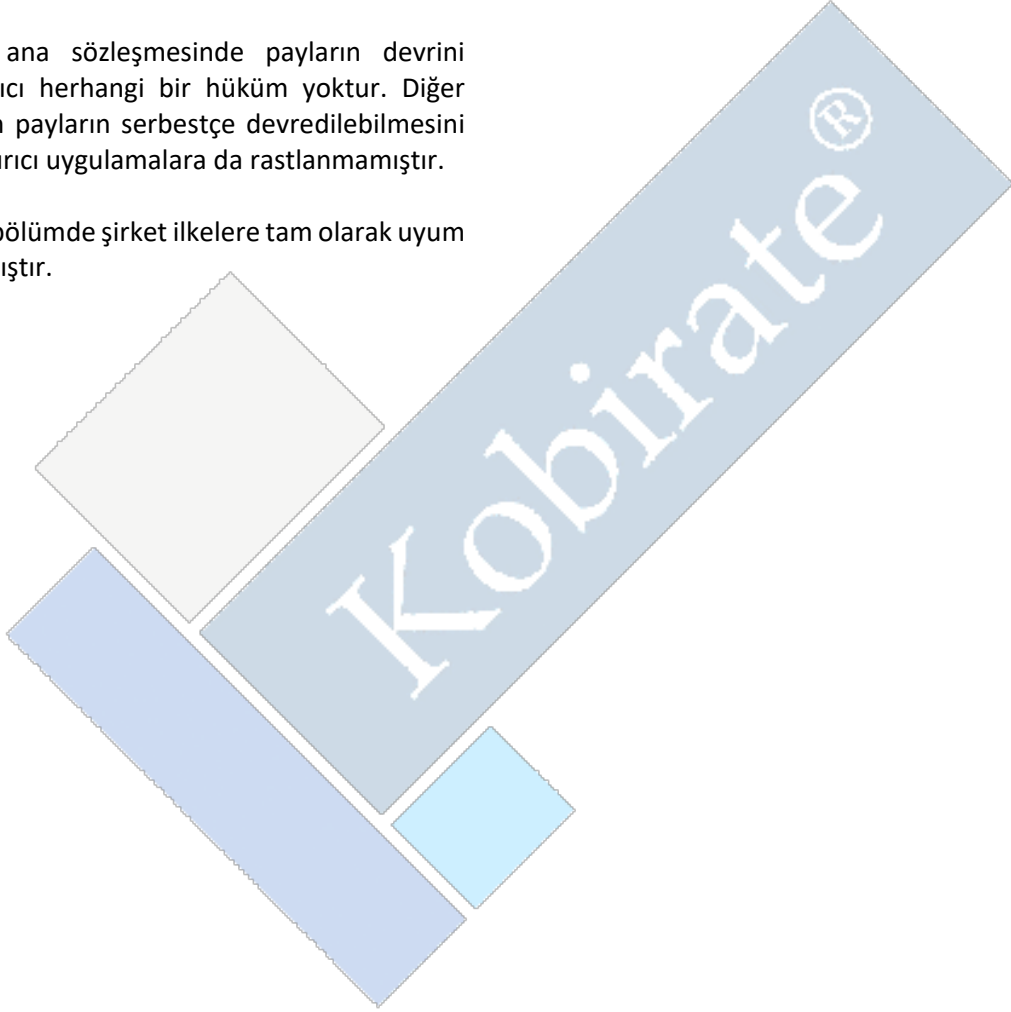 ana sözleşmesinde payların devrini
ıcı herhangi bir hüküm yoktur. Diğer
payların serbestçe devredilebilmesini
ırıcı uygulamalara da rastlanmamıştır.
bölümde şirket ilkelere tam olarak uyum
ıştır.
Kobirate ®